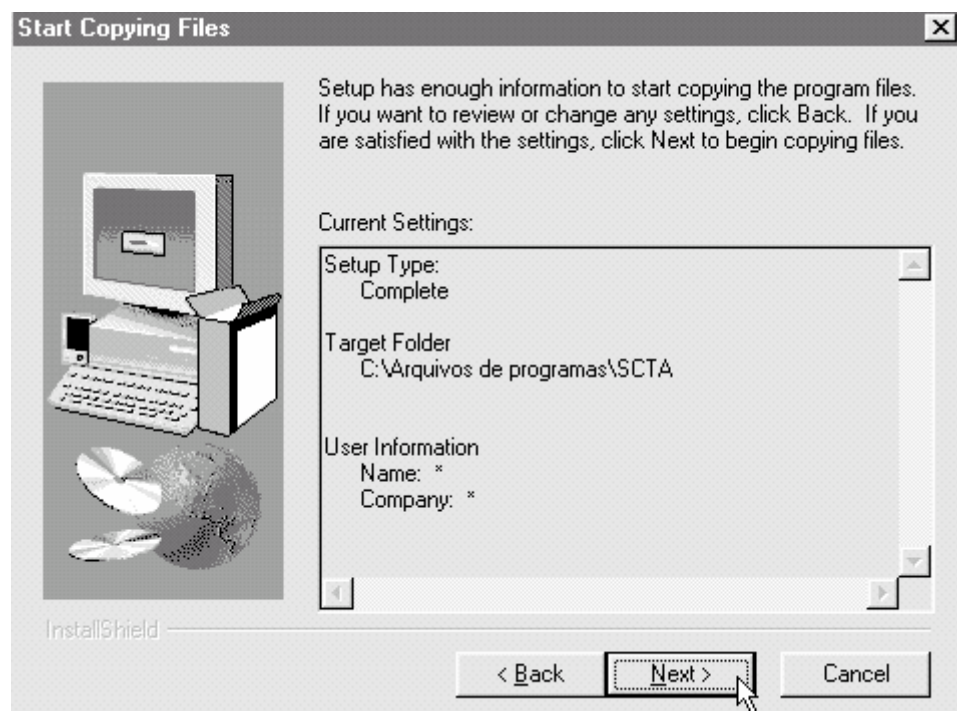 Start Copying Files
Setup has enough information to start copying the program files.
If you want to review or change any settings, click Back. If you
are satisfied with the settings, click Next to begin copying files.
Current Settings:
Setup Type:
Complete
Target Folder
C:\Arquivos de programas\SCTA
User Information
Name: *
Company: *
InstallShield
< Back
Next >
Cancel